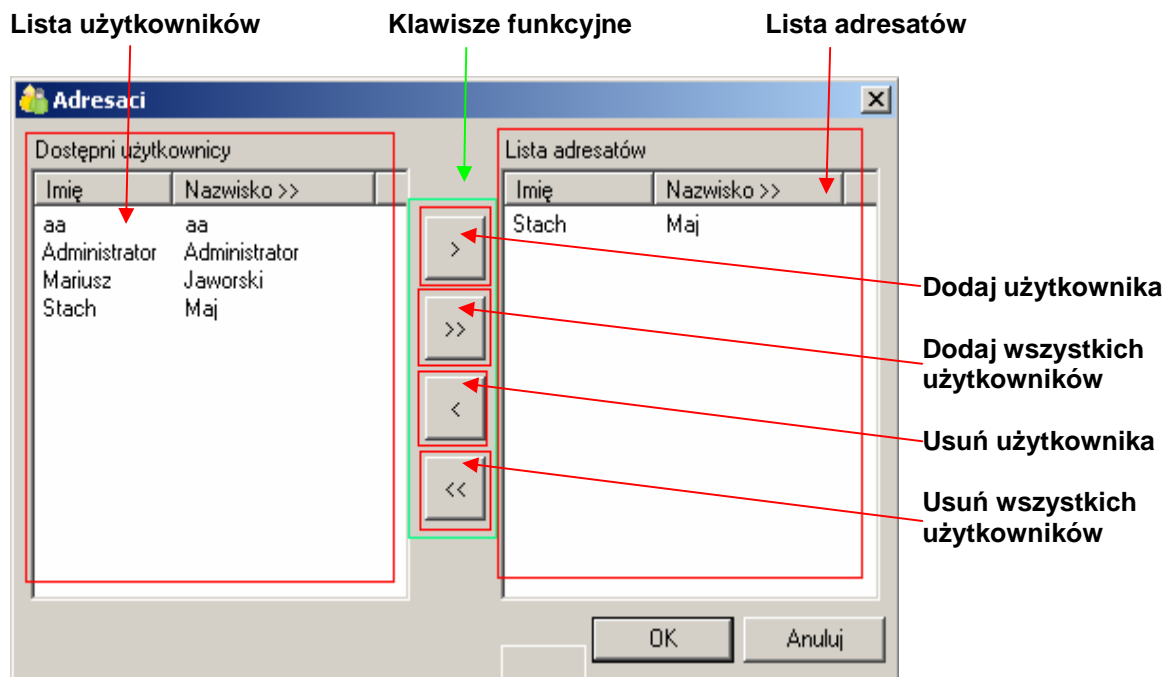 Lista użytkowników Klawisze funkcyjne Lista adresatów
Adresaci
Dostępni użytkownicy Lista adresatów
Imię Nazwisko >> Imię Nazwisko >>
aa aa Stach Maj
Administrator Administrator >
Mariusz Jaworski
Stach Maj
Dodaj użytkownika
>>
Dodaj wszystkich
użytkowników
<
Usuń użytkownika
<<
Usuń wszystkich
użytkowników
OK Anuluj